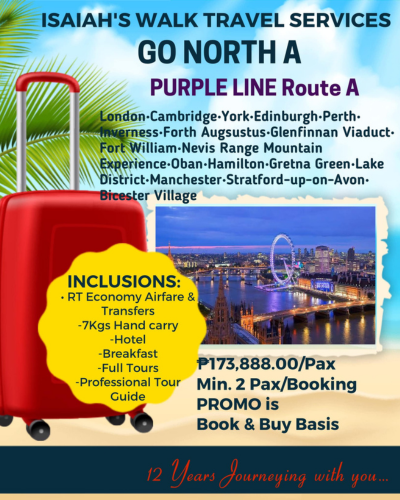 ISAIAH'S WALK TRAVEL SERVICES
GO NORTH A
PURPLE LINE Route A
London•Cambridge•York•Edinburgh•Perth•
Inverness•Forth Augsustus•Glenfinnan Viaduct•
Fort William•Nevis Range Mountain
Experience•Oban•Hamilton•Gretna Green•Lake
District•Manchester•Stratford-up-on-Avon•
Bicester Village
INCLUSIONS:
• RT Economy Airfare &
Transfers
-7Kgs Hand carry
-Hotel
-Breakfast
-Full Tours
-Professional Tour
Guide
₱173,888.00/Pax
Min. 2 Pax/Booking
PROMO is
Book & Buy Basis
12 Years Journeying with you...